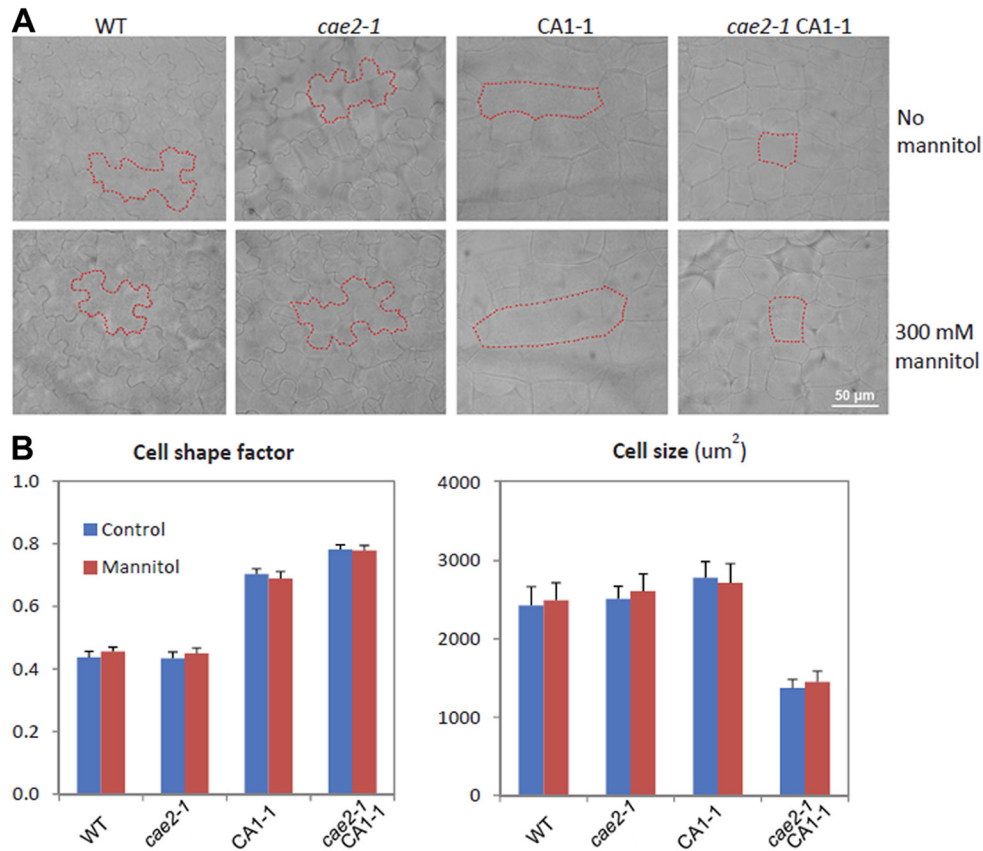 A
WT
cae2-1
CA1-1
cae2-1 CA1-1
No
mannitol
300 mM
mannitol
50 µm
B
Cell shape factor
1.0
0.8
0.6
0.4
0.2
0.0
Control
Mannitol
WT
cae2-1
CA1-1
cae2-1
CA1-1
Cell size (um²)
4000
3000
2000
1000
0
WT
cae2-1
CA1-1
cae2-1
CA1-1